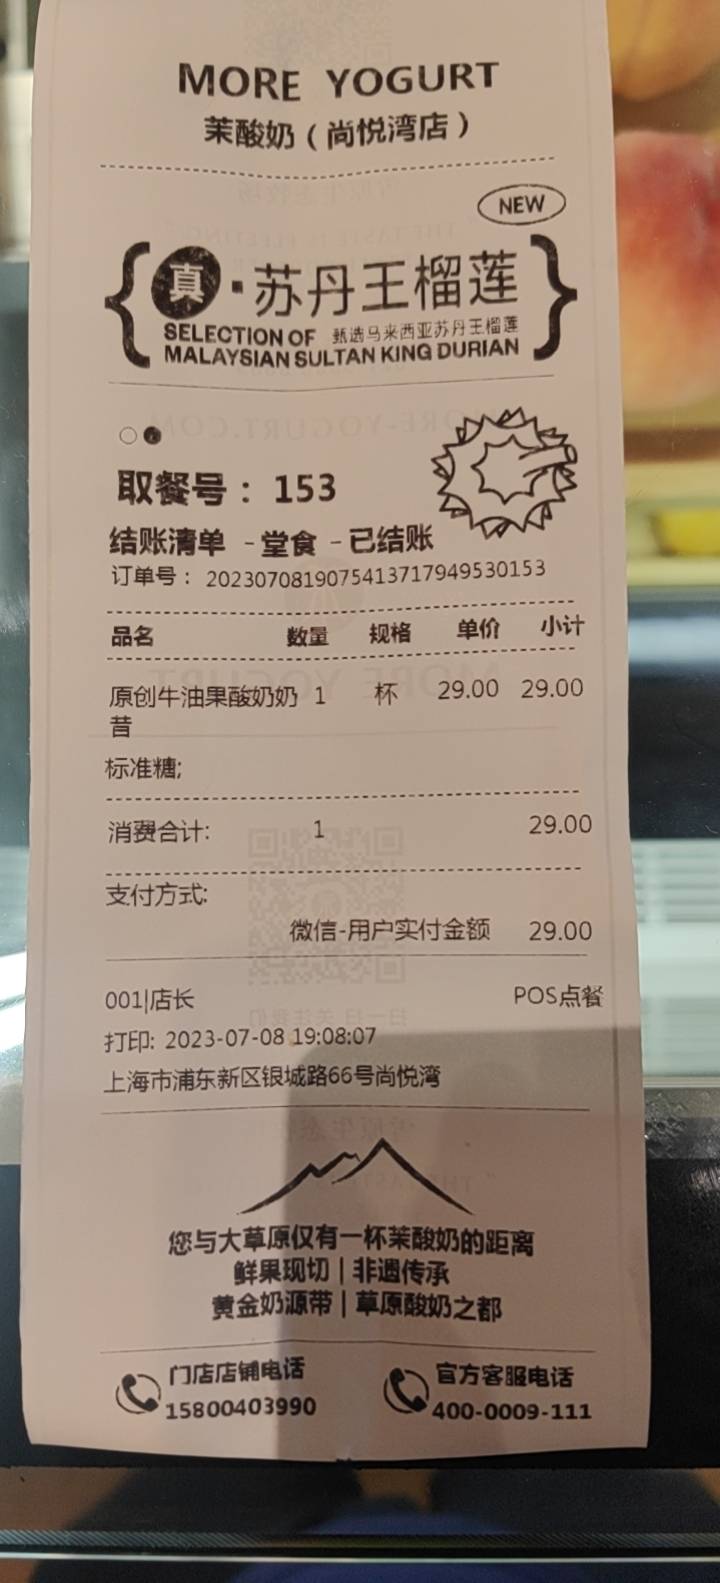 MORE YOGURT
茉酸奶（尚悦湾店）
NEW
真·苏丹王榴莲
SELECTION OF 甄选马来西亚苏丹王榴莲
MALAYSIAN SULTAN KING DURIAN
取餐号：153
结账清单 -堂食 -已结账
订单号：2023070819075413717949530153
品名 数量 规格 单价 小计
原创牛油果酸奶奶 1 杯 29.00 29.00
昔
标准糖;
消费合计: 1 29.00
支付方式:
微信-用户实付金额 29.00
001|店长 POS点餐
打印: 2023-07-08 19:08:07
上海市浦东新区银城路66号尚悦湾
您与大草原仅有一杯茉酸奶的距离
鲜果现切｜非遗传承
黄金奶源带｜草原酸奶之都
门店店铺电话 官方客服电话
15800403990 400-0009-111